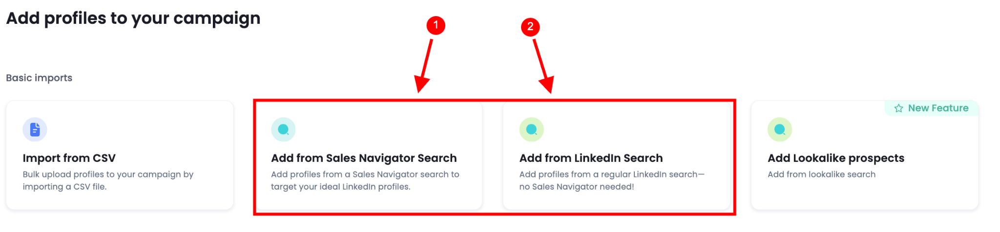 Add profiles to your campaign
1
2
Basic imports
New Feature
Import from CSV
Bulk upload profiles to your campaign by
importing a CSV file.
Add from Sales Navigator Search
Add profiles from a Sales Navigator search to
target your ideal LinkedIn profiles.
Add from LinkedIn Search
Add profiles from a regular LinkedIn search—
no Sales Navigator needed!
Add Lookalike prospects
Add from lookalike search